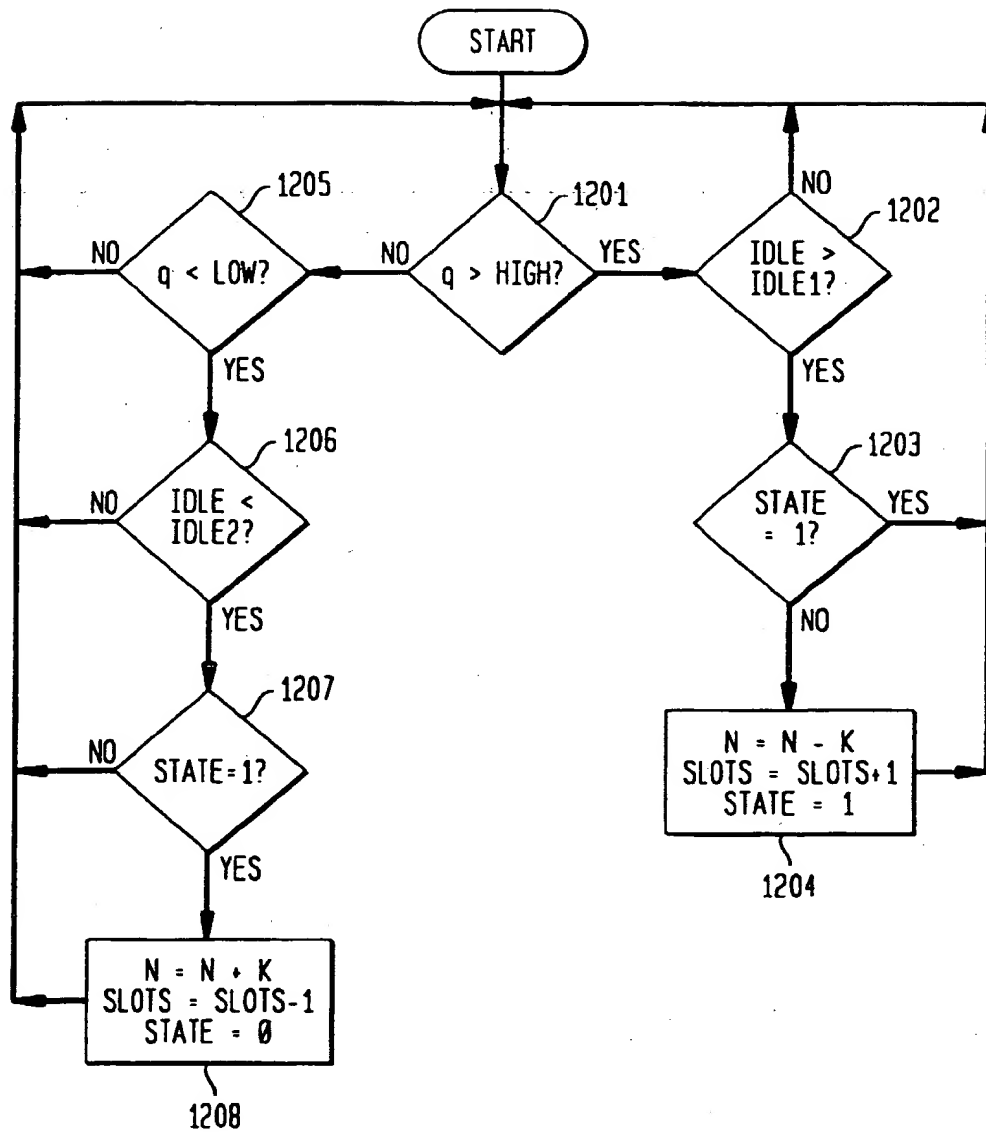 START
1205
1201
1202
NO
NO
YES
NO
q < LOW?
q > HIGH?
IDLE >
IDLE1?
YES
YES
1206
1203
NO
IDLE <
IDLE2?
STATE
= 1?
YES
YES
NO
1207
NO
STATE=1?
N = N - K
SLOTS = SLOTS+1
STATE = 1
YES
1204
N = N + K
SLOTS = SLOTS-1
STATE = 0
1208